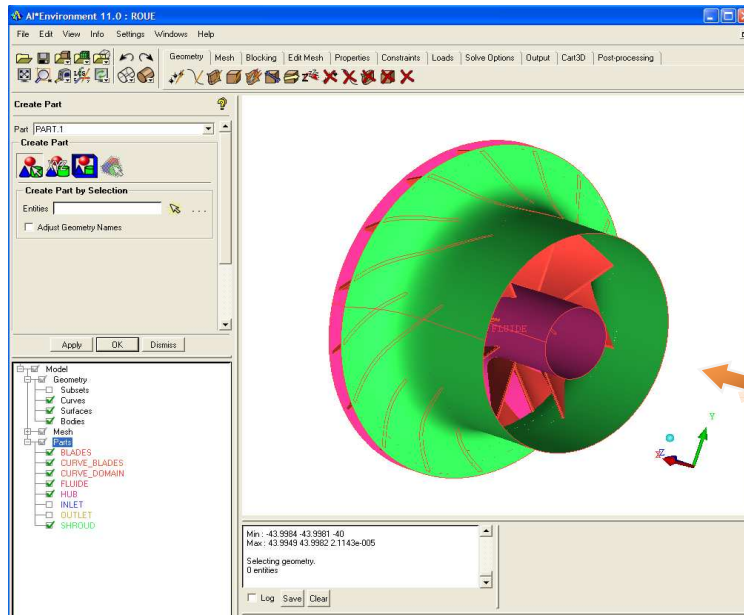 AI*Environment 11.0 : ROUE
File Edit View Info Settings Windows Help
Geometry Mesh Blocking Edit Mesh Properties Constraints Loads Solve Options Output Cart3D Post-processing
Create Part
Part PART.1
Create Part
Create Part by Selection
Entities
Adjust Geometry Names
Apply OK Dismiss
Model
Geometry
Subsets
Curves
Surfaces
Bodies
Mesh
Parts
BLADES
CURVE_BLADES
CURVE_DOMAIN
FLUIDE
HUB
INLET
OUTLET
SHROUD
FLUIDE
Y
Z
Min : -43.9984 -43.9981 -40
Max : 43.9949 43.9982 2.1143e-005
Selecting geometry.
0 entities
Log Save Clear